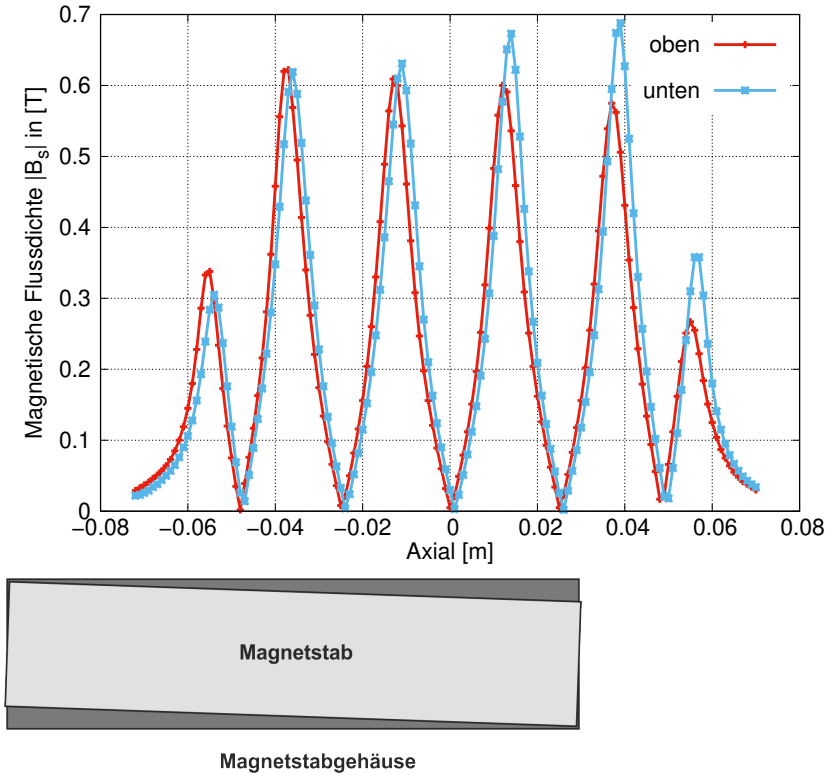 Magnetische Flussdichte |Bₛ| in [T]
0.7
0.6
0.5
0.4
0.3
0.2
0.1
0
oben
unten
−0.08 −0.06 −0.04 −0.02 0 0.02 0.04 0.06 0.08
Axial [m]
Magnetstab
Magnetstabgehäuse